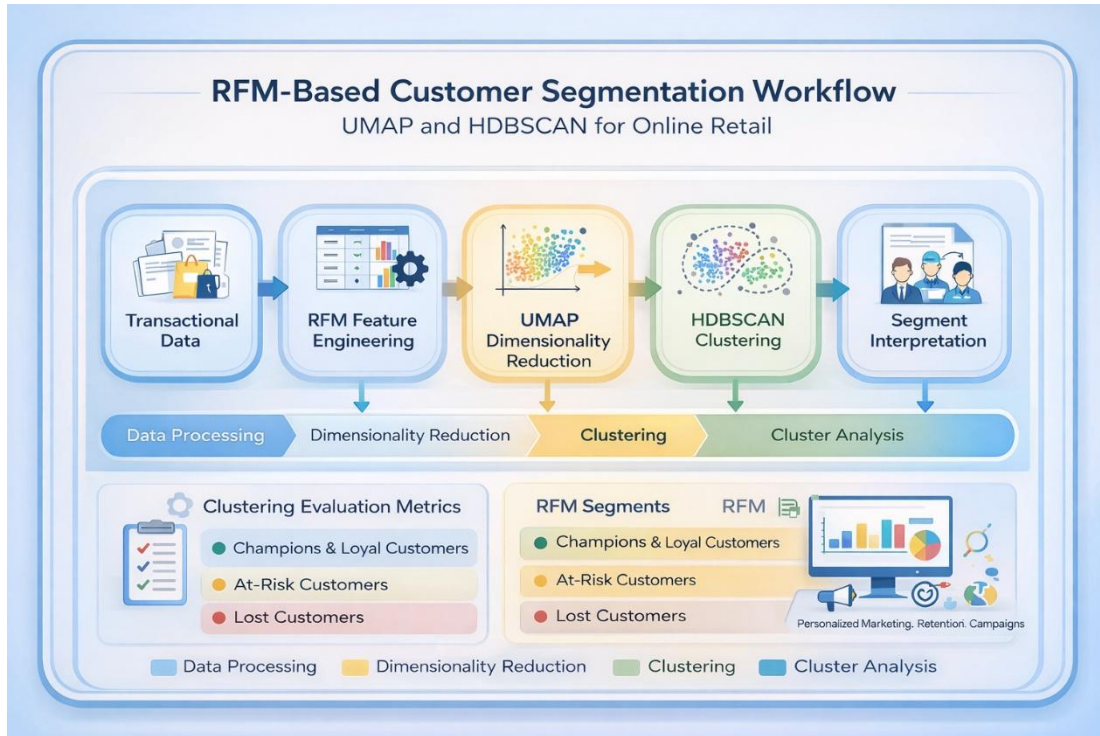 RFM-Based Customer Segmentation Workflow
UMAP and HDBSCAN for Online Retail
Transactional
Data
RFM Feature
Engineering
UMAP
Dimensionality
Reduction
HDBSCAN
Clustering
Segment
Interpretation
Data Processing
Dimensionality Reduction
Clustering
Cluster Analysis
Clustering Evaluation Metrics
Champions & Loyal Customers
At-Risk Customers
Lost Customers
RFM Segments
RFM
Champions & Loyal Customers
At-Risk Customers
Lost Customers
Personalized Marketing. Retention. Campaigns
Data Processing
Dimensionality Reduction
Clustering
Cluster Analysis